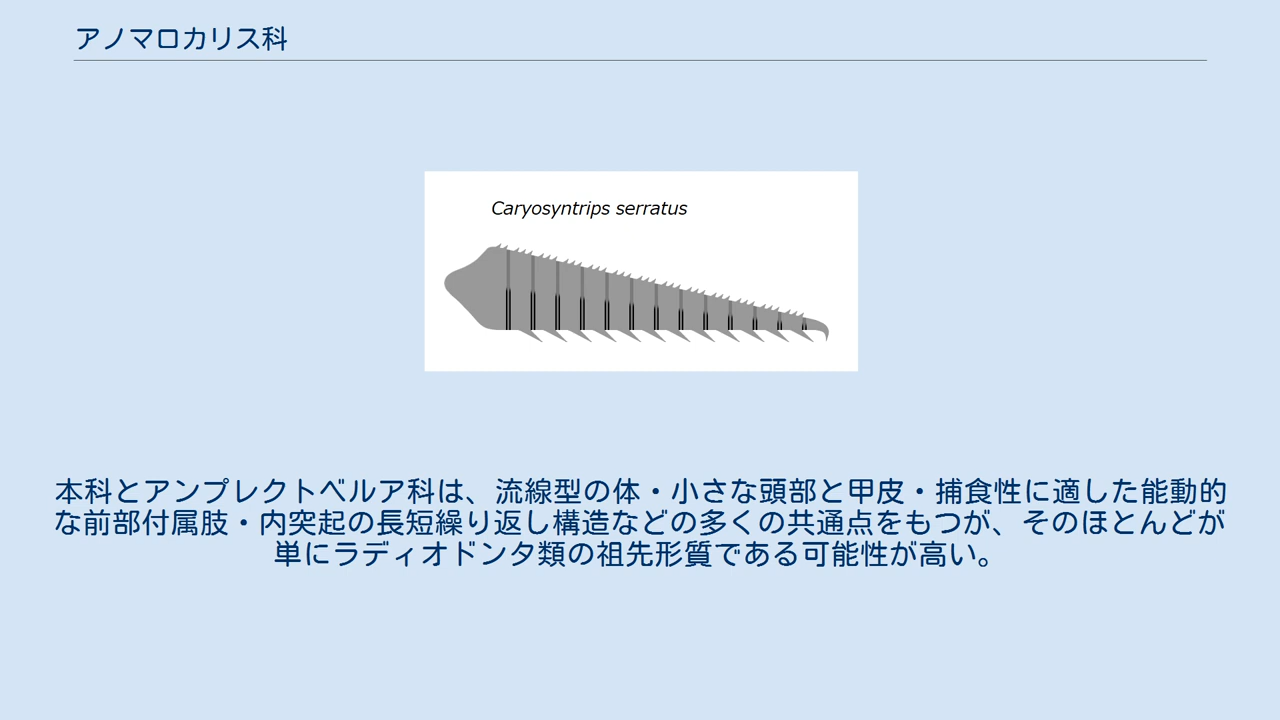 アノマロカリス科
Caryosyntrips serratus
本科とアンプレクトベルア科は、流線型の体・小さな頭部と甲皮・捕食性に適した能動的
な前部付属肢・内突起の長短繰り返し構造などの多くの共通点をもつが、そのほとんどが
単にラディオドンタ類の祖先形質である可能性が高い。